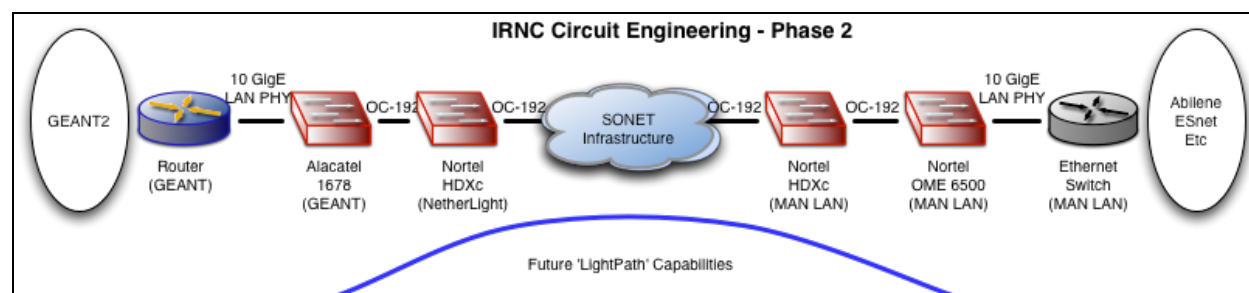 IRNC Circuit Engineering - Phase 2
GEANT2
10 GigE
LAN PHY
OC-192
OC-192
SONET
Infrastructure
OC-192
OC-192
10 GigE
LAN PHY
Abilene
ESnet
Etc
Router
(GEANT)
Alacatel
1678
(GEANT)
Nortel
HDXc
(NetherLight)
Nortel
HDXc
(MAN LAN)
Nortel
OME 6500
(MAN LAN)
Ethernet
Switch
(MAN LAN)
Future 'LightPath' Capabilities